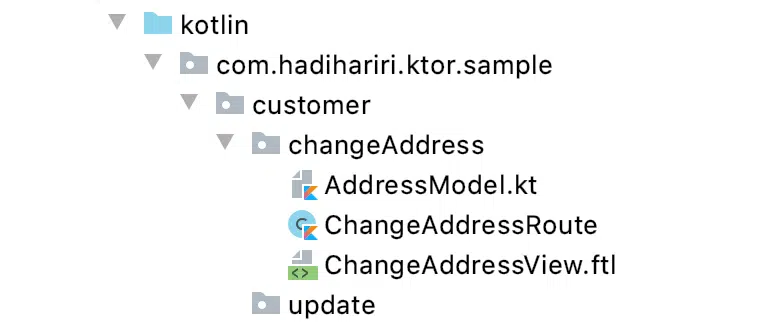 kotlin
com.hadihariri.ktor.sample
customer
changeAddress
AddressModel.kt
ChangeAddressRoute
ChangeAddressView.ftl
update